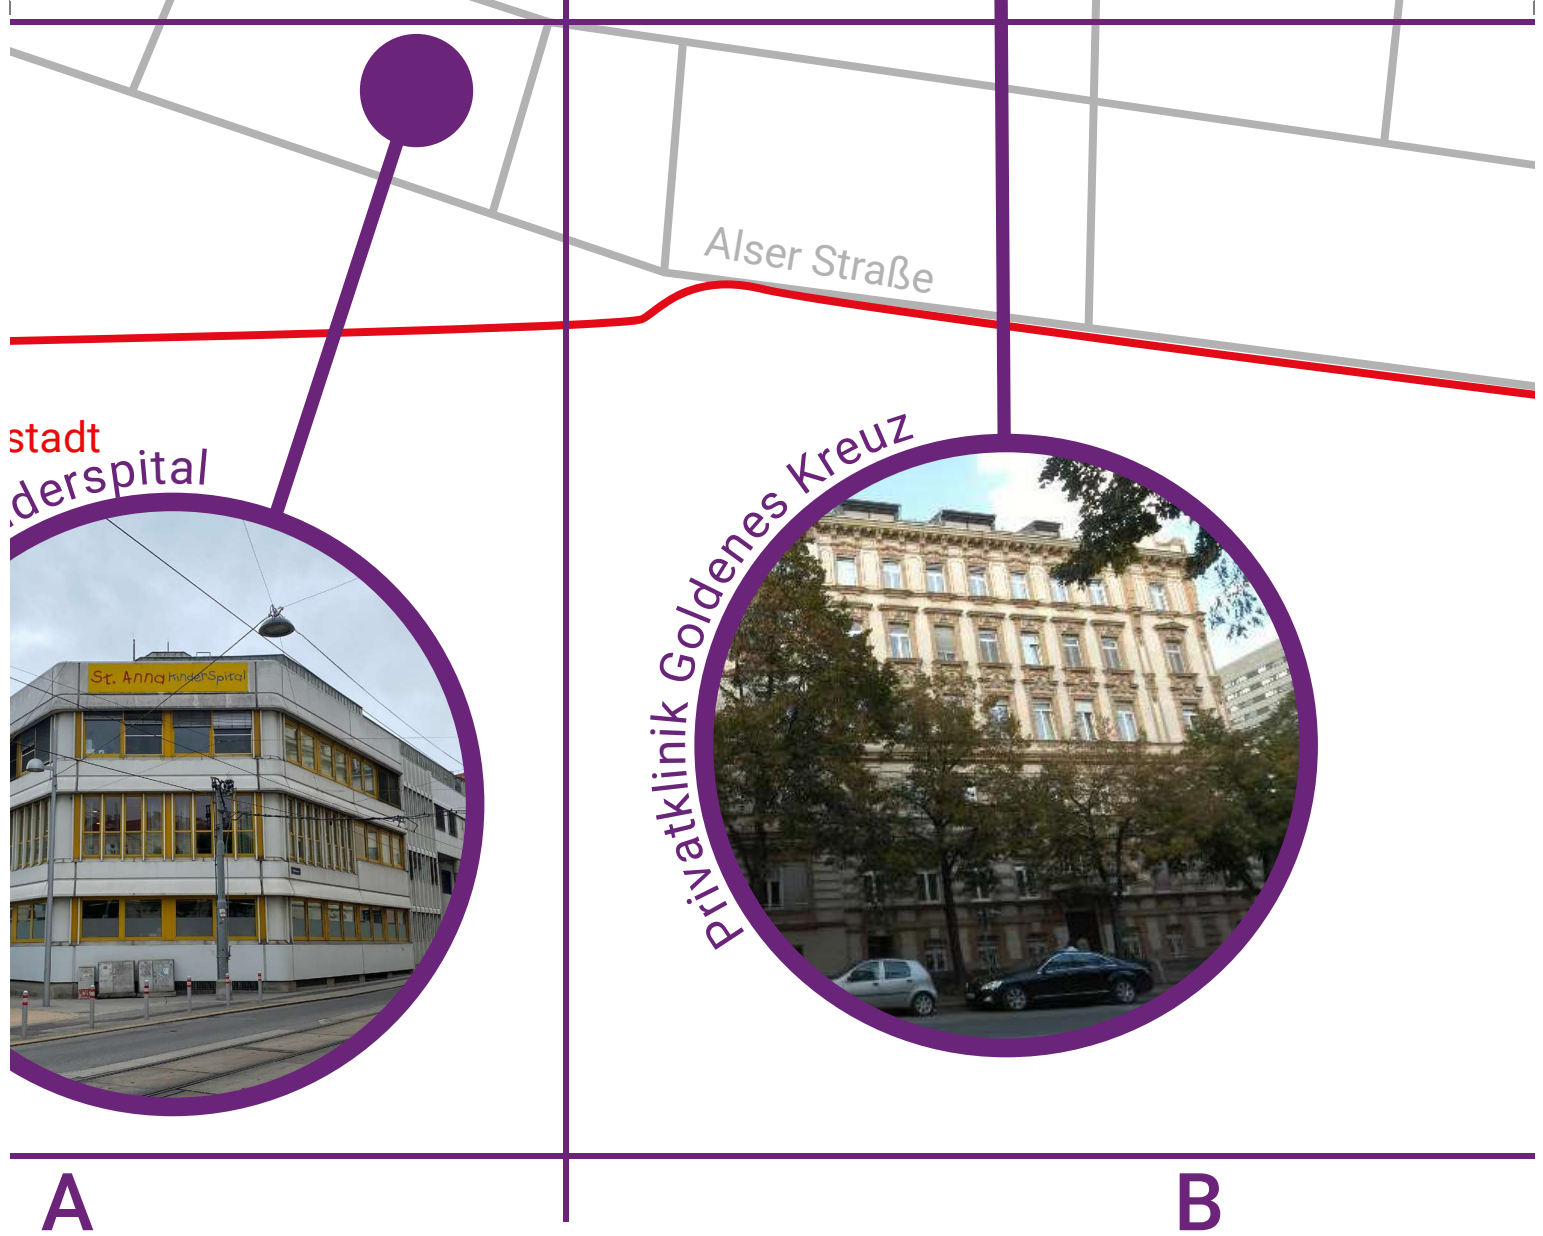 Alser Straße
stadt
derspital
Privatklinik Goldenes Kreuz
St. Anna Kinderspital
A
B